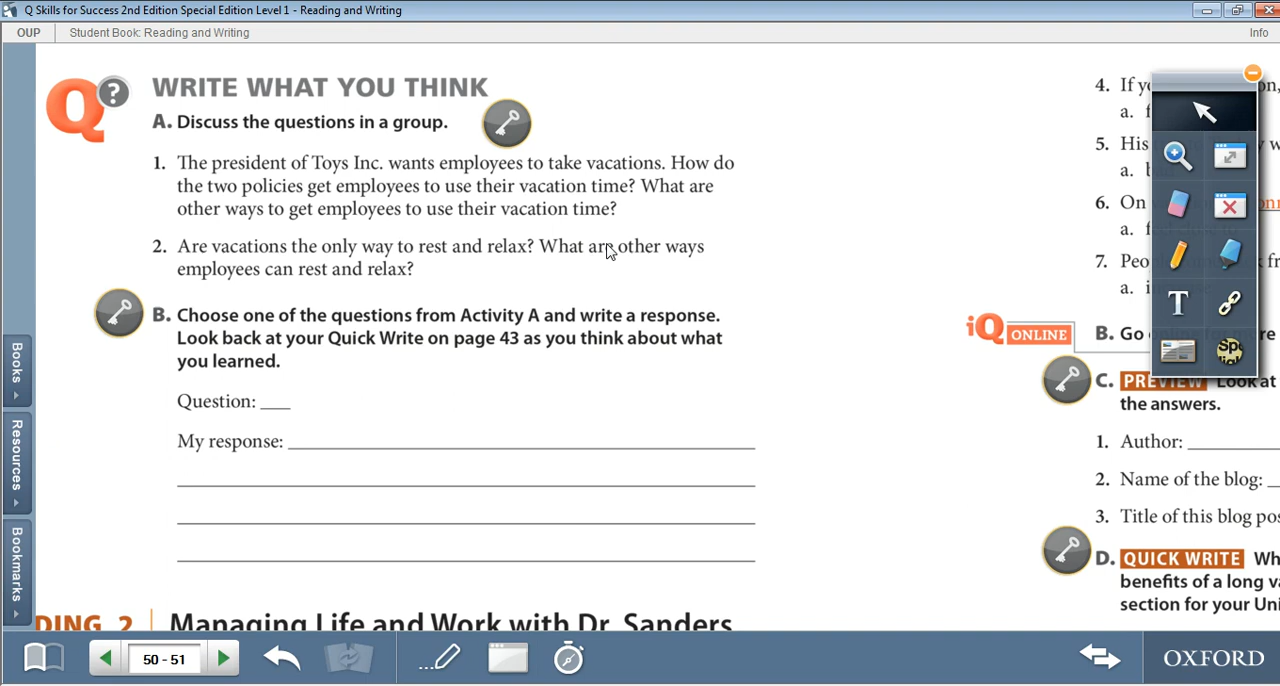 Q Skills for Success 2nd Edition Special Edition Level 1 - Reading and Writing
OUP Student Book: Reading and Writing Info
Q ?
WRITE WHAT YOU THINK
A. Discuss the questions in a group.
1. The president of Toys Inc. wants employees to take vacations. How do
the two policies get employees to use their vacation time? What are
other ways to get employees to use their vacation time?
2. Are vacations the only way to rest and relax? What are other ways
employees can rest and relax?
B. Choose one of the questions from Activity A and write a response.
Look back at your Quick Write on page 43 as you think about what
you learned.
Question: ___
My response:
DING 2 Managing Life and Work with Dr. Sanders
4. If
a.
5. His
a.
6. On
a.
7.
a.
iQ ONLINE
B. Go
C. PREVIEW Look at
the answers.
1. Author:
2. Name of the blog:
3. Title of this blog
D. QUICK WRITE
benefits of a long
section for your
T
Books
Resources
Bookmarks
50 - 51
OXFORD